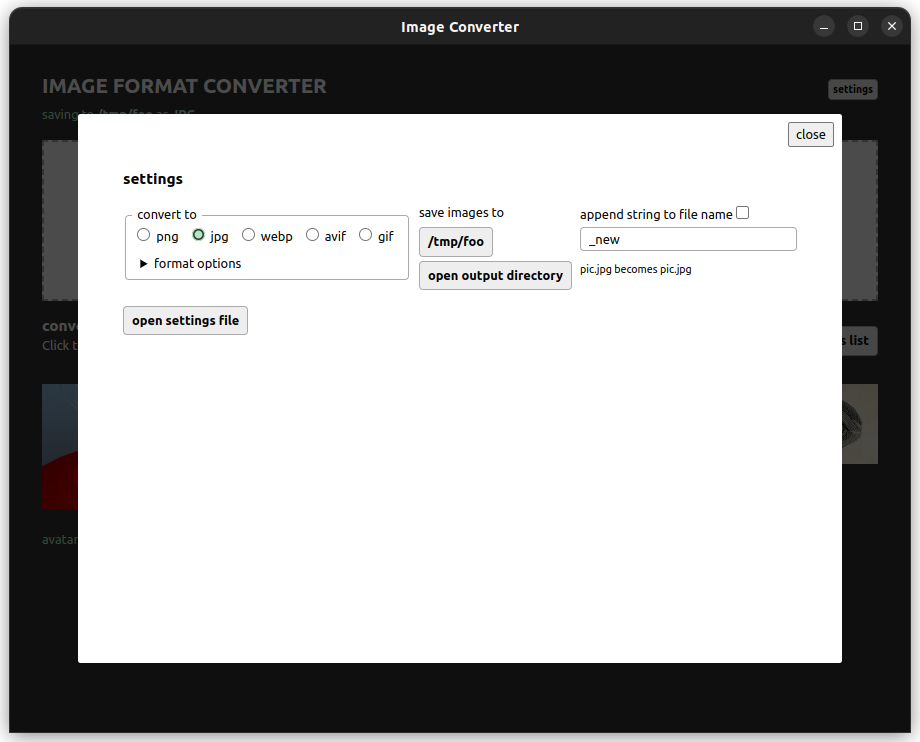 Image Converter
IMAGE FORMAT CONVERTER
settings
saving to /tmp/foo as JPG
close
settings
convert to
png jpg webp avif gif
format options
save images to
/tmp/foo
open output directory
append string to file name
_new
pic.jpg becomes pic.jpg
open settings file
Click
list
avatar